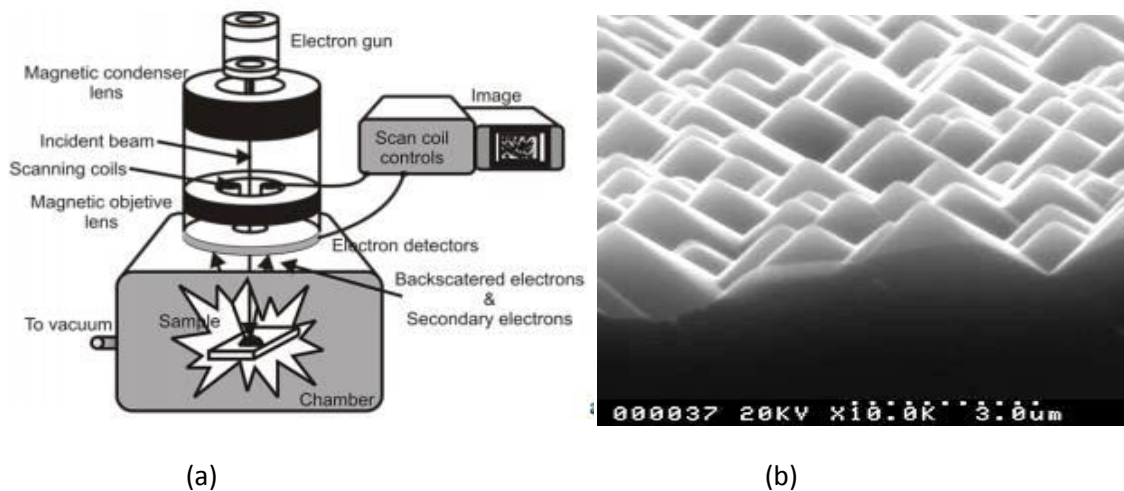 Electron gun
Magnetic condenser
lens
Incident beam
Scanning coils
Magnetic objetive
lens
Image
Scan coil
controls
Electron detectors
Backscatered electrons
&
Secondary electrons
To vacuum
Sample
Chamber
000037 20KV X10.0K 3.0um
(a)
(b)